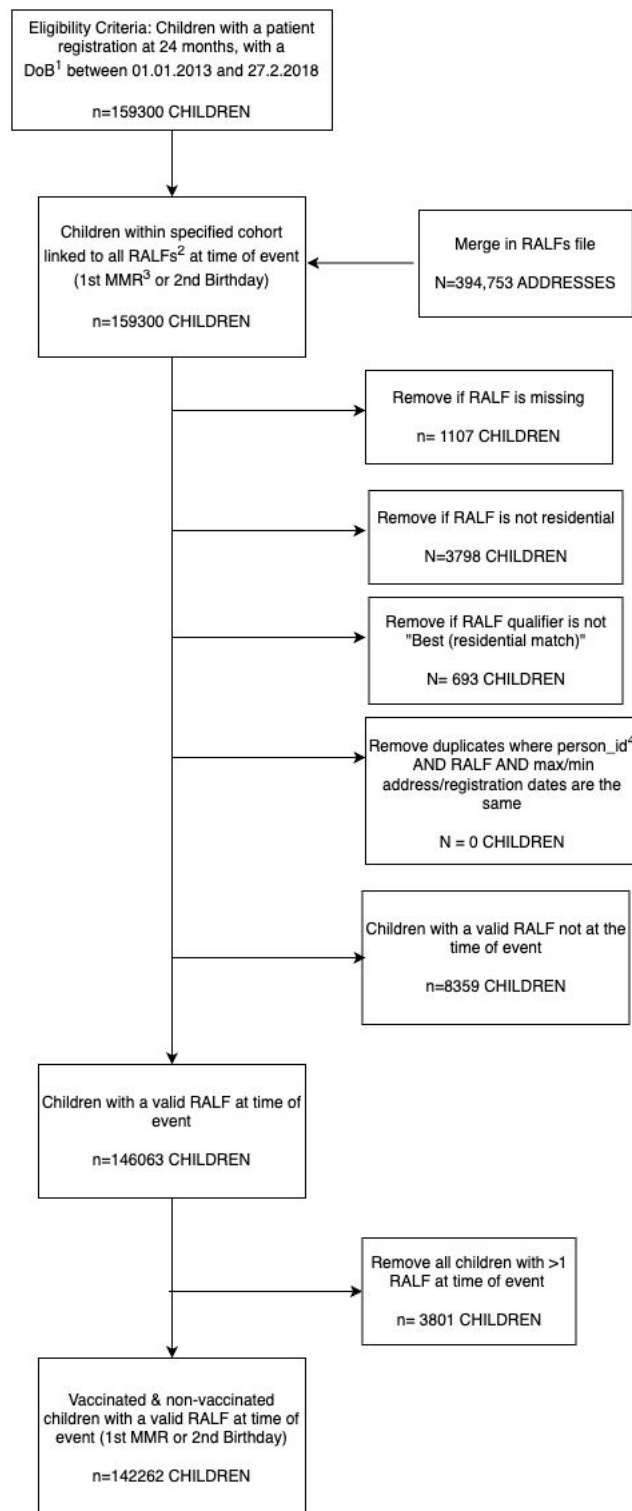 Eligibility Criteria: Children with a patient
registration at 24 months, with a
DoB¹ between 01.01.2013 and 27.2.2018
n=159300 CHILDREN
Children within specified cohort
linked to all RALFs² at time of event
(1st MMR³ or 2nd Birthday)
n=159300 CHILDREN
Merge in RALFs file
N=394,753 ADDRESSES
Remove if RALF is missing
n= 1107 CHILDREN
Remove if RALF is not residential
N=3798 CHILDREN
Remove if RALF qualifier is not
"Best (residential match)"
N= 693 CHILDREN
Remove duplicates where person_id⁴
AND RALF AND max/min
address/registration dates are the
same
N = 0 CHILDREN
Children with a valid RALF not at the
time of event
n=8359 CHILDREN
Children with a valid RALF at time of
event
n=146063 CHILDREN
Remove all children with >1
RALF at time of event
n= 3801 CHILDREN
Vaccinated & non-vaccinated
children with a valid RALF at time of
event (1st MMR or 2nd Birthday)
n=142262 CHILDREN